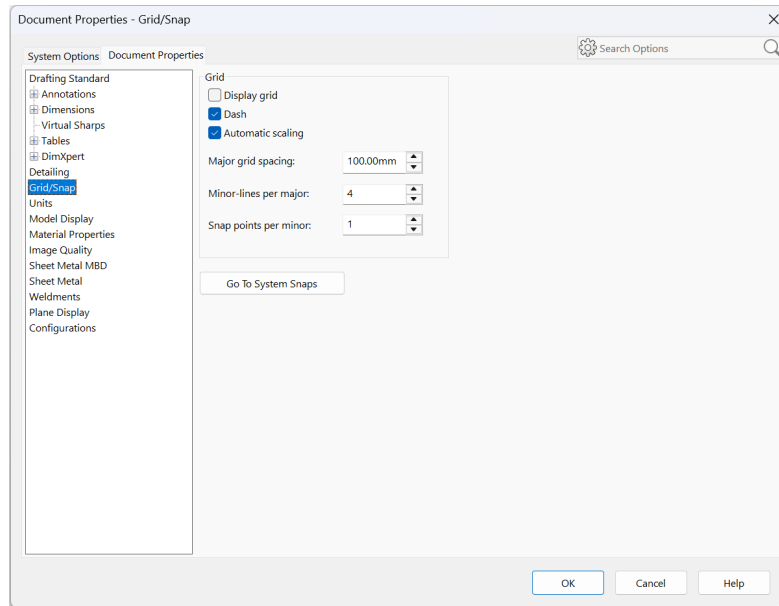 Document Properties - Grid/Snap
System Options
Document Properties
Search Options
Drafting Standard
Annotations
Dimensions
Virtual Sharps
Tables
DimXpert
Detailing
Grid/Snap
Units
Model Display
Material Properties
Image Quality
Sheet Metal MBD
Sheet Metal
Weldments
Plane Display
Configurations
Grid
Display grid
Dash
Automatic scaling
Major grid spacing: 100.00mm
Minor-lines per major: 4
Snap points per minor: 1
Go To System Snaps
OK Cancel Help